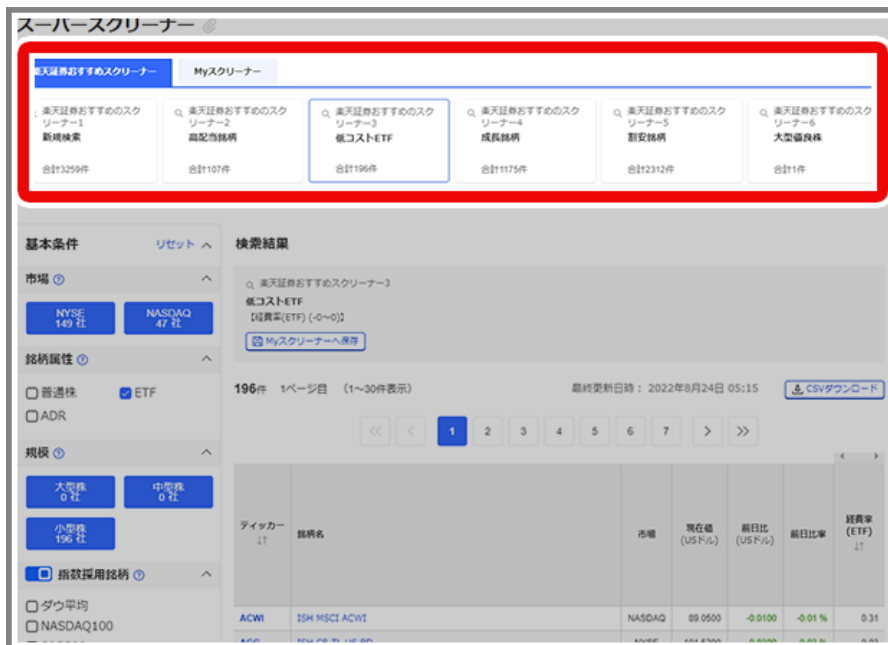 スーパースクリーナー
楽天証券おすすめスクリーナー Myスクリーナー
楽天証券おすすめのスク
リーナー1
新規検索
合計3259件
楽天証券おすすめのスク
リーナー2
高配当銘柄
合計107件
楽天証券おすすめのスク
リーナー3
低コストETF
合計196件
楽天証券おすすめのスク
リーナー4
成長銘柄
合計1175件
楽天証券おすすめのスク
リーナー5
割安銘柄
合計2312件
楽天証券おすすめのスク
リーナー6
大型優良株
合計1件
基本条件 リセット
市場
NYSE
149 社
NASDAQ
47 社
銘柄属性
普通株 ETF
ADR
規模
大型株
0 社
中型株
0 社
小型株
196 社
指数採用銘柄
ダウ平均
NASDAQ100
検索結果
楽天証券おすすめスクリーナー3
低コストETF
【経費率(ETF) (-0〜0)】
Myスクリーナーへ保存
196件 1ページ目 （1〜30件表示） 最終更新日時： 2022年8月24日 05:15 CSVダウンロード
<< < 1 2 3 4 5 6 7 > >>
ティッカー
↓↑
銘柄名
市場
現在値
(USドル)
前日比
(USドル)
前日比率
経費率
(ETF)
↓↑
ACWI ISH MSCI ACWI NASDAQ 89.0500 -0.0100 -0.01 % 0.31